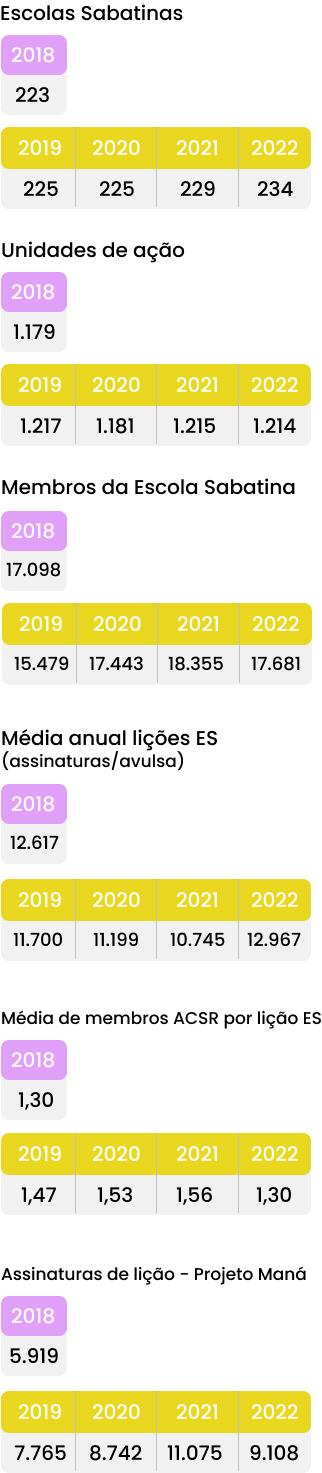 Escolas Sabatinas
2018
223
2019 2020 2021 2022
225 225 229 234
Unidades de ação
2018
1.179
2019 2020 2021 2022
1.217 1.181 1.215 1.214
Membros da Escola Sabatina
2018
17.098
2019 2020 2021 2022
15.479 17.443 18.355 17.681
Média anual lições ES
(assinaturas/avulsa)
2018
12.617
2019 2020 2021 2022
11.700 11.199 10.745 12.967
Média de membros ACSR por lição ES
2018
1,30
2019 2020 2021 2022
1,47 1,53 1,56 1,30
Assinaturas de lição - Projeto Maná
2018
5.919
2019 2020 2021 2022
7.765 8.742 11.075 9.108